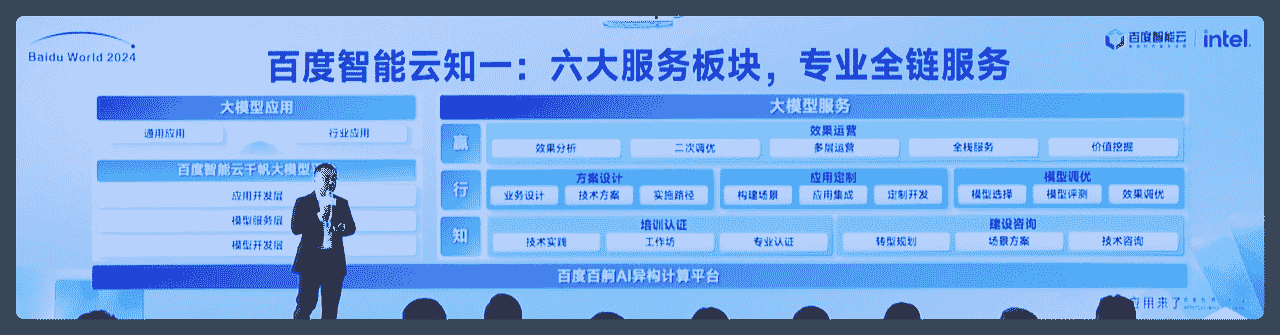 Baidu World 2024
百度智能云 | intel.
百度智能云知一：六大服务板块，专业全链服务
大模型应用
通用应用 行业应用
百度智能云千帆大模型
应用开发层
模型服务层
模型开发层
大模型服务
赢
效果运营
效果分析 二次调优 多层运营 全栈服务 价值挖掘
行
方案设计 应用定制 模型调优
业务设计 技术方案 实施路径 构建场景 应用集成 定制开发 模型选择 模型评测 效果调优
知
培训认证 建设咨询
技术实践 工作坊 专业认证 转型规划 场景方案 技术咨询
百度百舸AI异构计算平台
应用来了